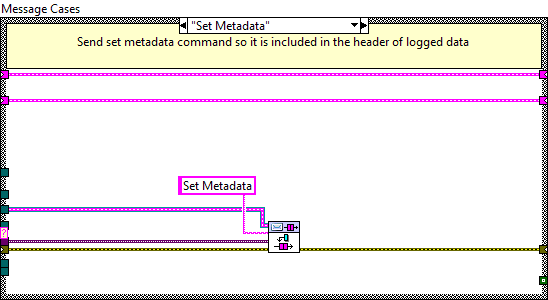 Message Cases
"Set Metadata"
Send set metadata command so it is included in the header of logged data
Set Metadata
?